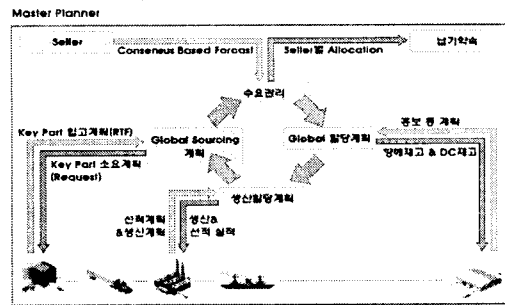 Master Planner
Seller
Consensus Based Forcast
Seller별 Allocation
납기약속
수요관리
Key Part 입고계획(RTF)
Global Sourcing
계획
Global 할당계획
홍보 등 계획
Key Part 소요계획
(Request)
양메재고 & DC재고
생산할당계획
선적계획
&생산계획
생산&
선적 실적